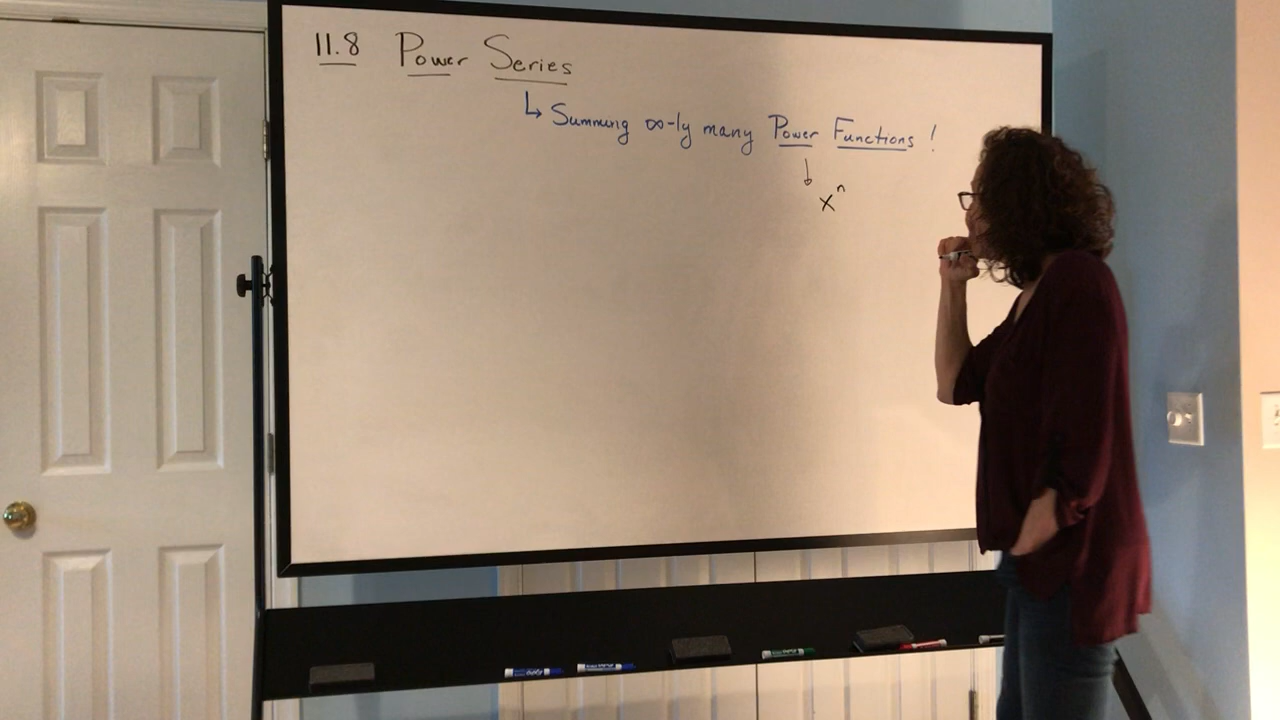 11.8 Power Series
↳ Summing ∞-ly many Power Functions !
↓
xⁿ